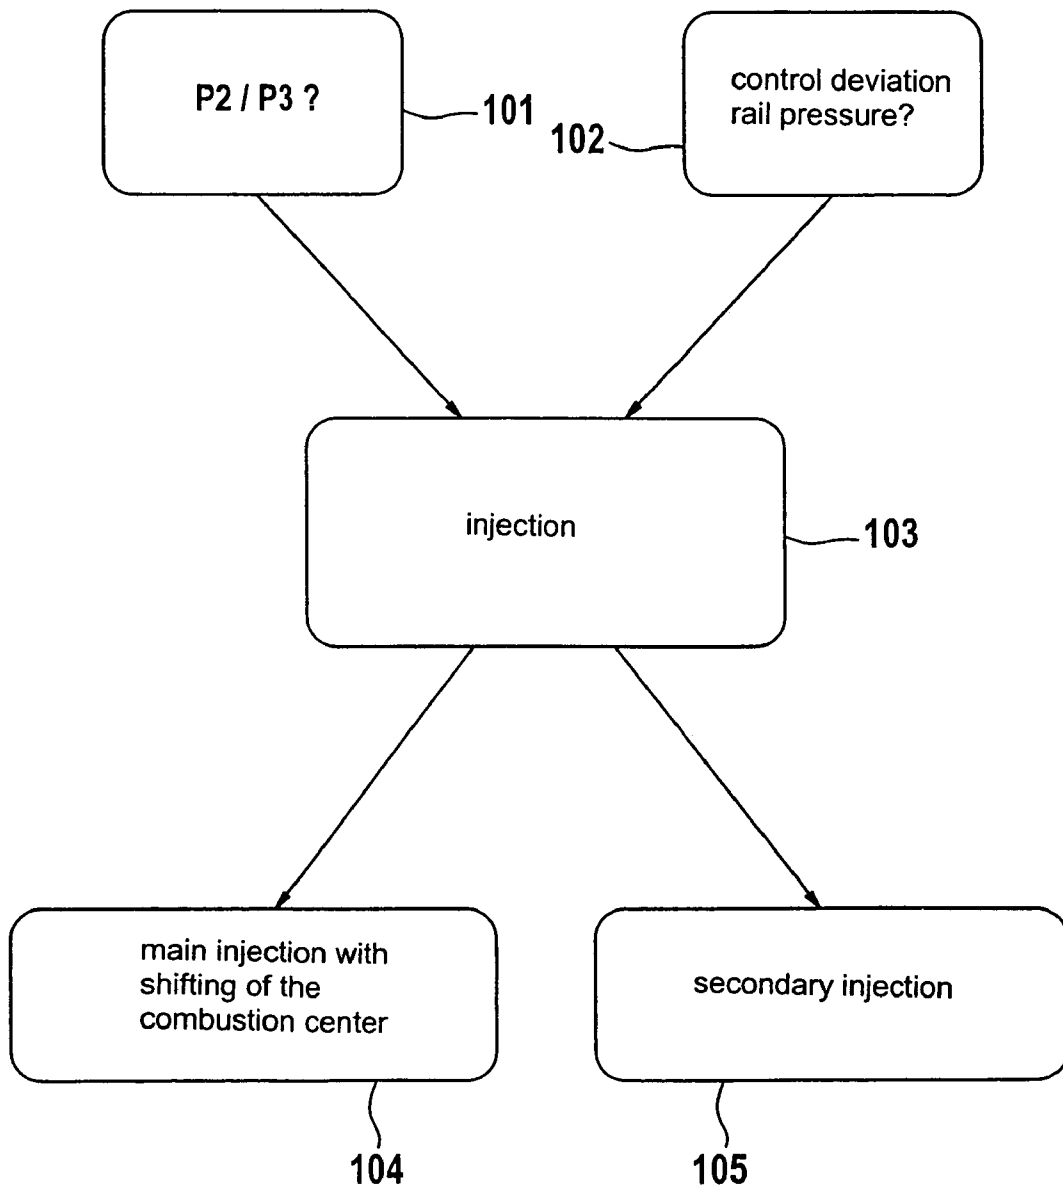 P2 / P3 ?
101
control deviation
rail pressure?
102
injection
103
main injection with
shifting of the
combustion center
104
secondary injection
105